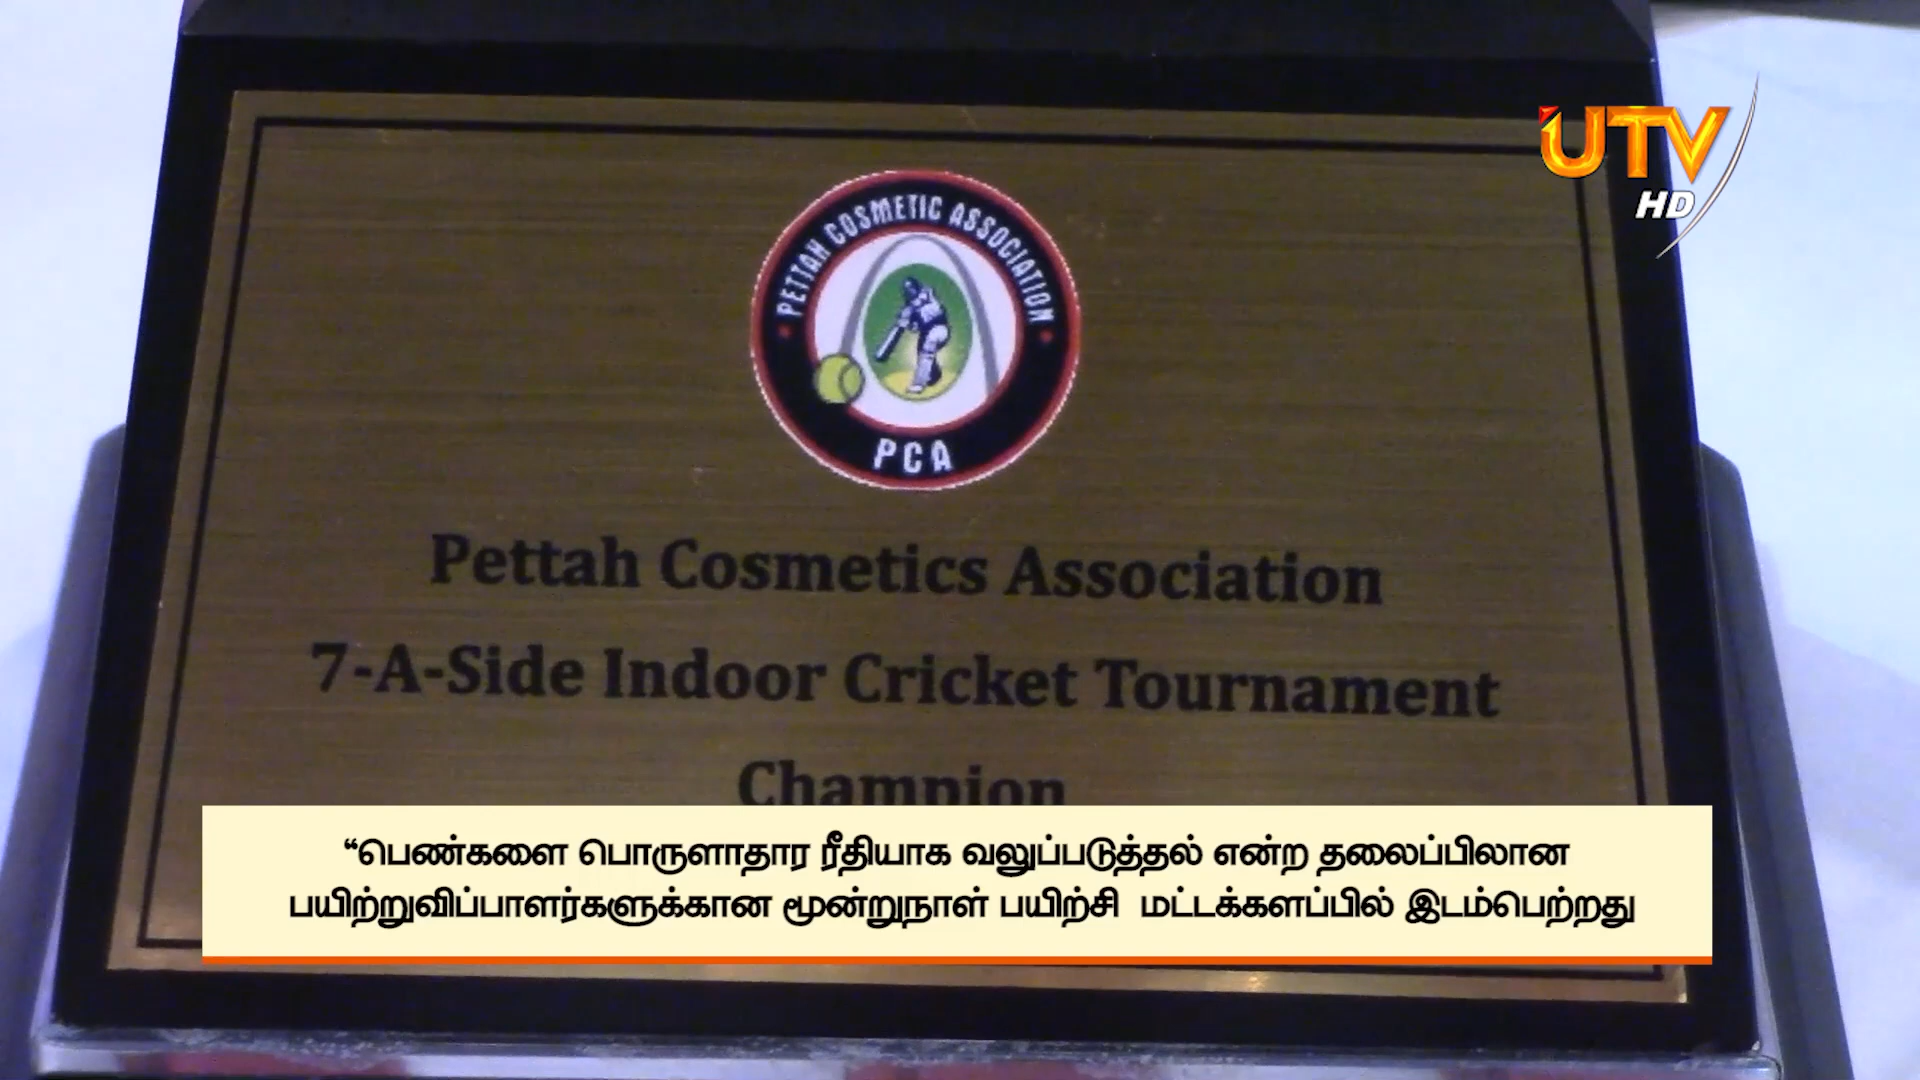 UTV
HD
PETTAH COSMETIC ASSOCIATION
PCA
Pettah Cosmetics Association
7-A-Side Indoor Cricket Tournament
Champion
“பெண்களை பொருளாதார ரீதியாக வலுப்படுத்தல் என்ற தலைப்பிலான
பயிற்றுவிப்பாளர்களுக்கான மூன்றுநாள் பயிற்சி மட்டக்களப்பில் இடம்பெற்றது